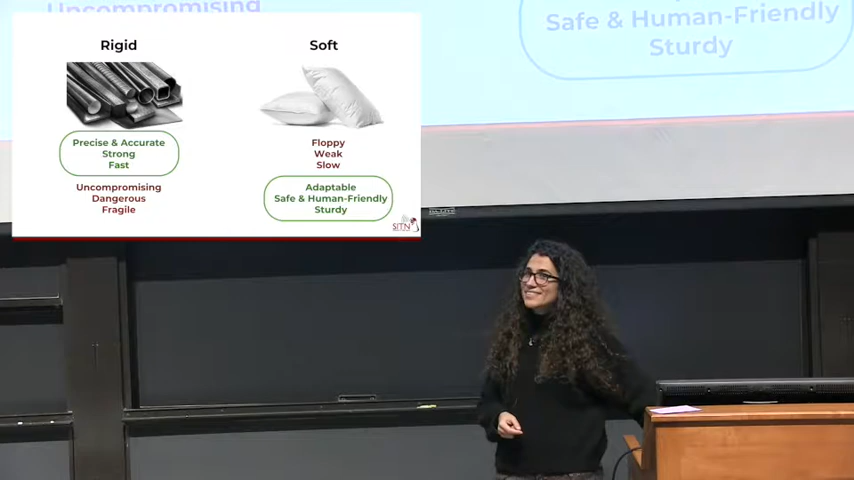 Uncompromising
Safe & Human-Friendly
Sturdy
Rigid
Soft
Precise & Accurate
Strong
Fast
Uncompromising
Dangerous
Fragile
Floppy
Weak
Slow
Adaptable
Safe & Human-Friendly
Sturdy
SITN